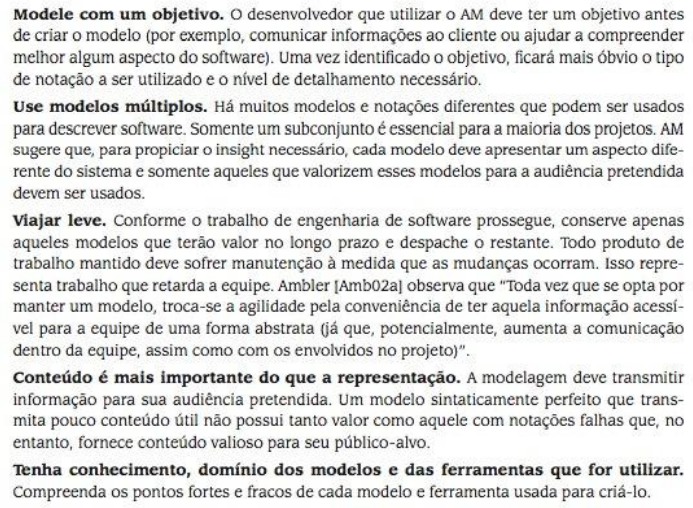 Modele com um objetivo. O desenvolvedor que utilizar o AM deve ter um objetivo antes
de criar o modelo (por exemplo, comunicar informações ao cliente ou ajudar a compreender
melhor algum aspecto do software). Uma vez identificado o objetivo, ficará mais óbvio o tipo
de notação a ser utilizado e o nível de detalhamento necessário.
Use modelos múltiplos. Há muitos modelos e notações diferentes que podem ser usados
para descrever software. Somente um subconjunto é essencial para a maioria dos projetos. AM
sugere que, para propiciar o insight necessário, cada modelo deve apresentar um aspecto dife-
rente do sistema e somente aqueles que valorizem esses modelos para a audiência pretendida
devem ser usados.
Viajar leve. Conforme o trabalho de engenharia de software prossegue, conserve apenas
aqueles modelos que terão valor no longo prazo e despache o restante. Todo produto de
trabalho mantido deve sofrer manutenção à medida que as mudanças ocorram. Isso repre-
senta trabalho que retarda a equipe. Ambler [Amb02a] observa que “Toda vez que se opta por
manter um modelo, troca-se a agilidade pela conveniência de ter aquela informação acessí-
vel para a equipe de uma forma abstrata (já que, potencialmente, aumenta a comunicação
dentro da equipe, assim como com os envolvidos no projeto)”.
Conteúdo é mais importante do que a representação. A modelagem deve transmitir
informação para sua audiência pretendida. Um modelo sintaticamente perfeito que trans-
mita pouco conteúdo útil não possui tanto valor como aquele com notações falhas que, no
entanto, fornece conteúdo valioso para seu público-alvo.
Tenha conhecimento, domínio dos modelos e das ferramentas que for utilizar.
Compreenda os pontos fortes e fracos de cada modelo e ferramenta usada para criá-lo.